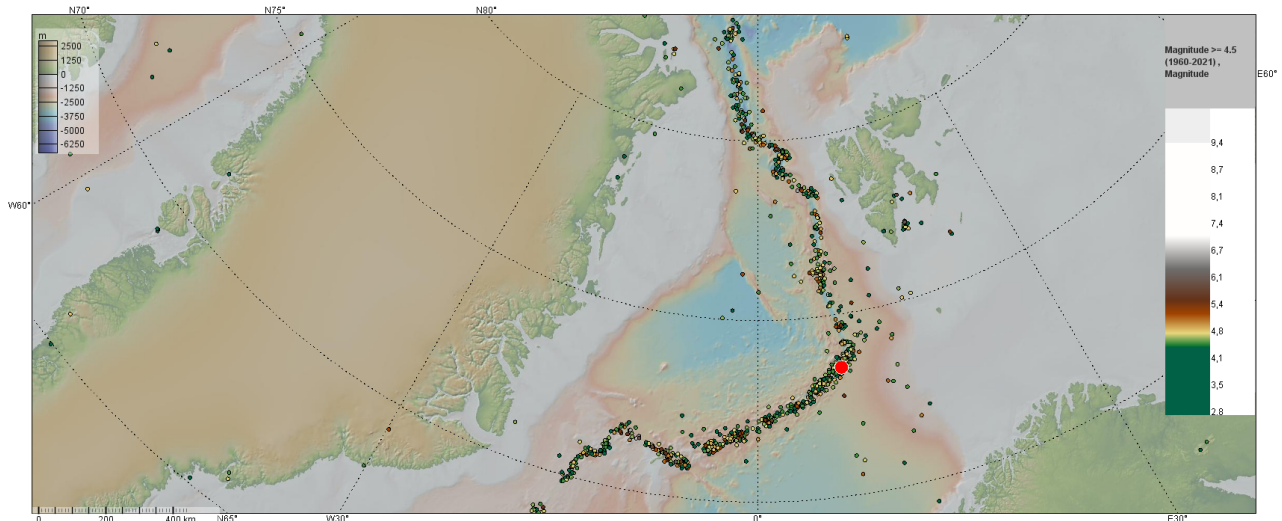 N70°
N75°
N80°
m
2500
1250
0
-1250
-2500
-3750
-5000
-6250
Magnitude >= 4.5
(1960-2021) ,
Magnitude
E60°
9,4
8,7
8,1
7,4
6,7
6,1
5,4
4,8
4,1
3,5
2,8
W60°
0 200 400 km
N65°
W30°
0°
E30°